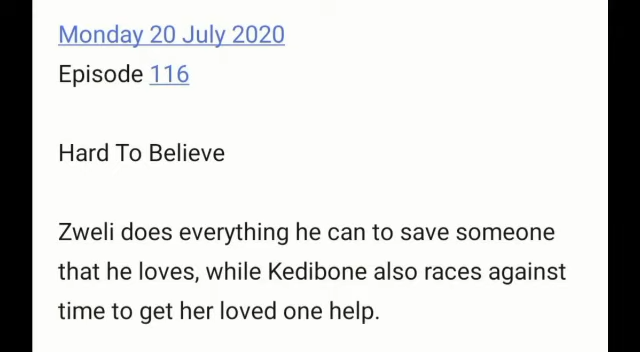 Monday 20 July 2020
Episode 116
Hard To Believe
Zweli does everything he can to save someone
that he loves, while Kedibone also races against
time to get her loved one help.